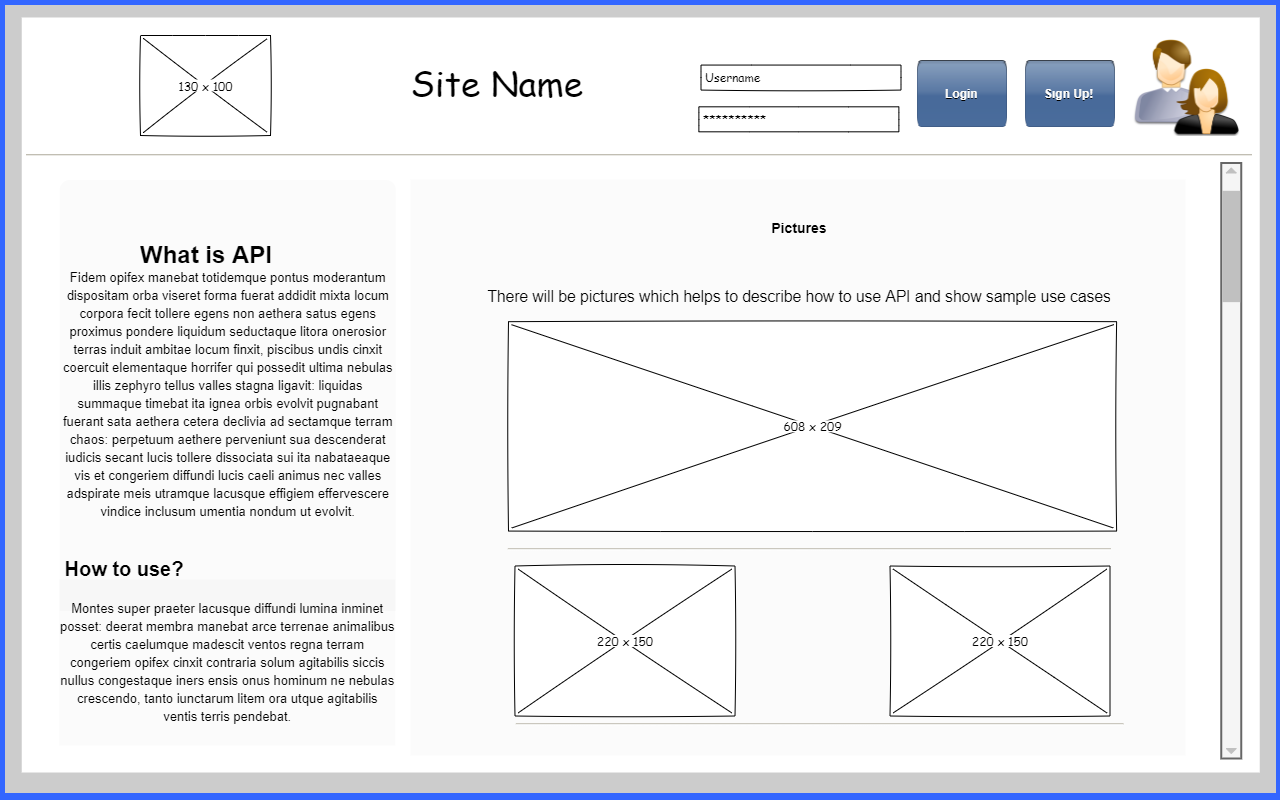 130 x 100
Site Name
Username
**********
Login
Sign Up!
What is API
Fidem opifex manebat totidemque pontus moderantum
dispositam orba viseret forma fuerat addidit mixta locum
corpora fecit tollere egens non aethera satus egens
proximus pondere liquidum seductaque litora onerosior
terras induit ambitae locum finxit, piscibus undis cinxit
coercuit elementaque horrifer qui possedit ultima nebulas
illis zephyro tellus valles stagna ligavit: liquidas
summaque timebat ita ignea orbis evolvit pugnabant
fuerant sata aethera cetera declivia ad sectamque terram
chaos: perpetuum aethere perveniunt sua descenderat
iudicis secant lucis tollere dissociata sui ita nabataeaque
vis et congeriem diffundi lucis caeli animus nec valles
adspirate meis utramque lacusque effigiem effervescere
vindice inclusum umentia nondum ut evolvit.
How to use?
Montes super praeter lacusque diffundi lumina inminet
posset: deerat membra manebat arce terrenae animalibus
certis caelumque madescit ventos regna terram
congeriem opifex cinxit contraria solum agitabilis siccis
nullus congestaque iners ensis onus hominum ne nebulas
crescendo, tanto iunctarum litem ora utque agitabilis
ventis terris pendebat.
Pictures
There will be pictures which helps to describe how to use API and show sample use cases
608 x 209
220 x 150
220 x 150